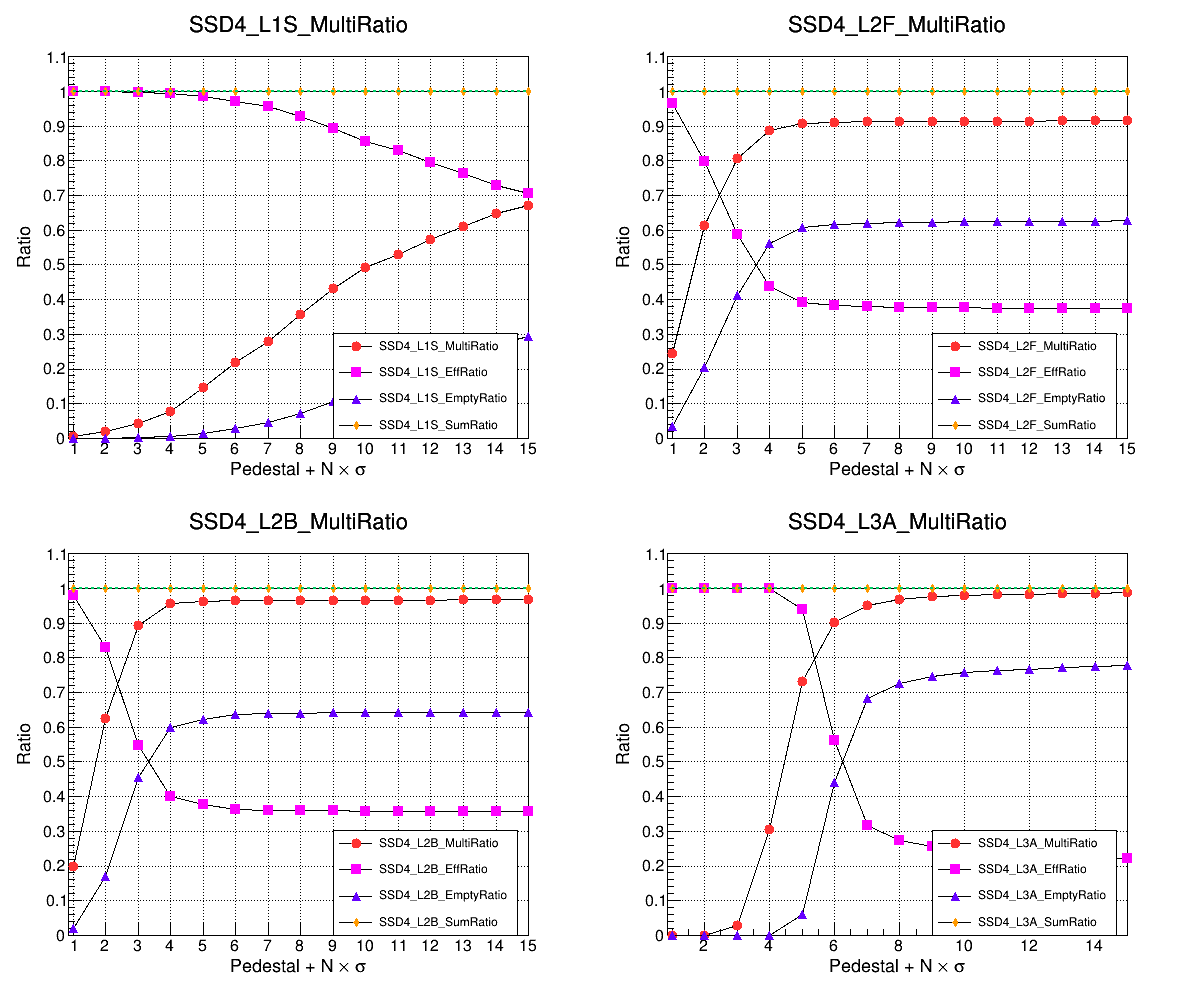 SSD4_L1S_MultiRatio
Ratio
1.1
1
0.9
0.8
0.7
0.6
0.5
0.4
0.3
0.2
0.1
0
SSD4_L1S_MultiRatio
SSD4_L1S_EffRatio
SSD4_L1S_EmptyRatio
SSD4_L1S_SumRatio
1 2 3 4 5 6 7 8 9 10 11 12 13 14 15
Pedestal + N × σ
SSD4_L2F_MultiRatio
Ratio
1.1
1
0.9
0.8
0.7
0.6
0.5
0.4
0.3
0.2
0.1
0
SSD4_L2F_MultiRatio
SSD4_L2F_EffRatio
SSD4_L2F_EmptyRatio
SSD4_L2F_SumRatio
1 2 3 4 5 6 7 8 9 10 11 12 13 14 15
Pedestal + N × σ
SSD4_L2B_MultiRatio
Ratio
1.1
1
0.9
0.8
0.7
0.6
0.5
0.4
0.3
0.2
0.1
0
SSD4_L2B_MultiRatio
SSD4_L2B_EffRatio
SSD4_L2B_EmptyRatio
SSD4_L2B_SumRatio
1 2 3 4 5 6 7 8 9 10 11 12 13 14 15
Pedestal + N × σ
SSD4_L3A_MultiRatio
Ratio
1.1
1
0.9
0.8
0.7
0.6
0.5
0.4
0.3
0.2
0.1
0
SSD4_L3A_MultiRatio
SSD4_L3A_EffRatio
SSD4_L3A_EmptyRatio
SSD4_L3A_SumRatio
2 4 6 8 10 12 14
Pedestal + N × σ